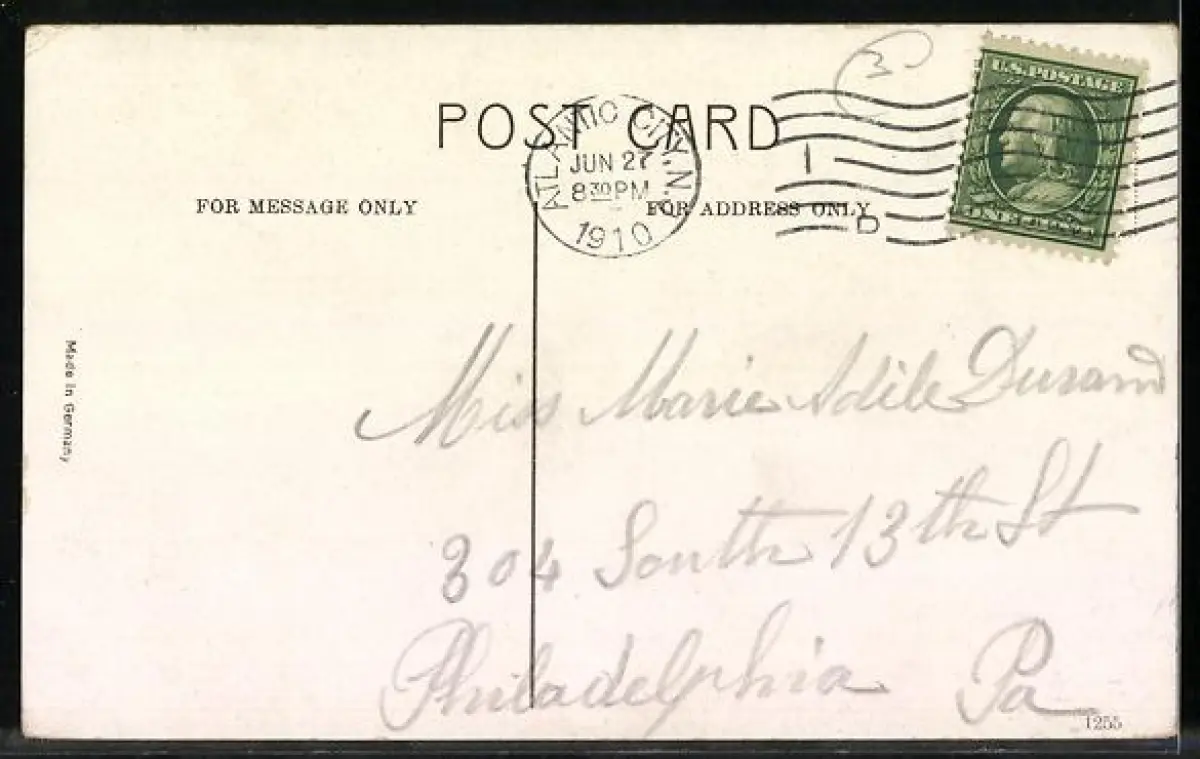 3
U.S. POSTAGE
POST CARD
ATLANTIC CITY, N.
JUN 27
8 30 PM
1910
1
D
FOR MESSAGE ONLY
FOR ADDRESS ONLY
ONE CENT
Made in Germany
Miss Marie Adile Durand
304 South 13th St
Philadelphia Pa
1255